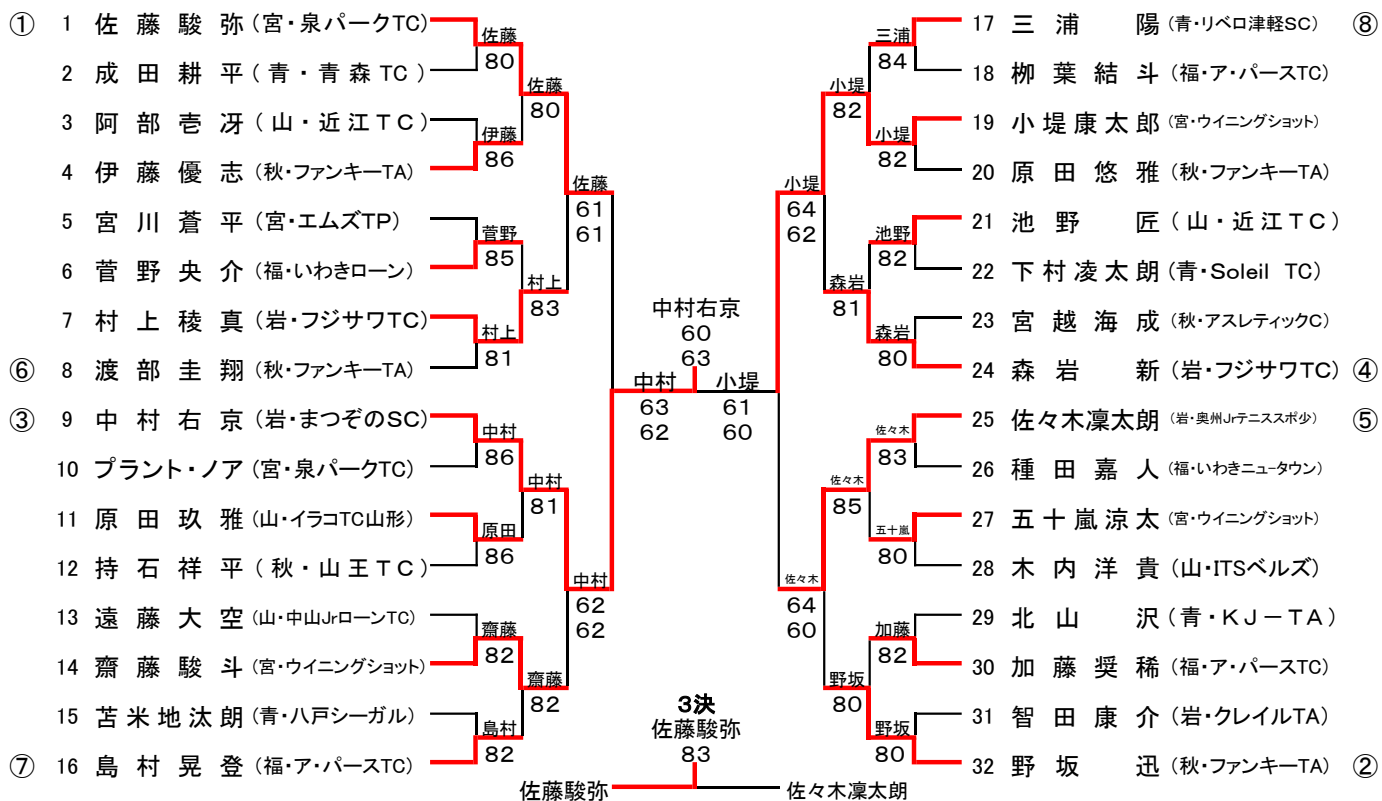 ① 1 佐藤駿弥 (宮・泉パークTC)
佐藤
80
2 成田耕平 (青・青森TC)
佐藤
80
3 阿部壱冴 (山・近江TC)
伊藤
86
4 伊藤優志 (秋・ファンキーTA)
佐藤
61
61
5 宮川蒼平 (宮・エムズTP)
菅野
85
6 菅野央介 (福・いわきローン)
村上
83
7 村上稜真 (岩・フジサワTC)
村上
81
⑥ 8 渡部圭翔 (秋・ファンキーTA)
中村
63
62
③ 9 中村右京 (岩・まつぞのSC)
中村
86
10 プラント・ノア (宮・泉パークTC)
中村
81
11 原田玖雅 (山・イラコTC山形)
原田
86
12 持石祥平 (秋・山王TC)
中村
62
62
13 遠藤大空 (山・中山JrローンTC)
齋藤
82
14 齋藤駿斗 (宮・ウイニングショット)
齋藤
82
15 苫米地汰朗 (青・八戸シーガル)
島村
82
⑦ 16 島村晃登 (福・ア・パースTC)
中村右京
60
63
小堤
61
60
3決
佐藤駿弥
83
佐藤駿弥
佐々木凜太朗
17 三浦陽 (青・リベロ津軽SC) ⑧
三浦
84
18 栁葉結斗 (福・ア・パースTC)
小堤
82
19 小堤康太郎 (宮・ウイニングショット)
小堤
82
20 原田悠雅 (秋・ファンキーTA)
小堤
64
62
21 池野匠 (山・近江TC)
池野
82
22 下村凌太朗 (青・Soleil TC)
森岩
81
23 宮越海成 (秋・アスレティックC)
森岩
80
24 森岩新 (岩・フジサワTC) ④
25 佐々木凜太朗 (岩・奥州Jrテニススポ少) ⑤
佐々木
83
26 種田嘉人 (福・いわきニュータウン)
佐々木
85
27 五十嵐涼太 (宮・ウイニングショット)
五十嵐
80
28 木内洋貴 (山・ITSベルズ)
佐々木
64
60
29 北山沢 (青・KJ－TA)
加藤
82
30 加藤奨稀 (福・ア・パースTC)
野坂
80
31 智田康介 (岩・クレイルTA)
野坂
80
32 野坂迅 (秋・ファンキーTA) ②